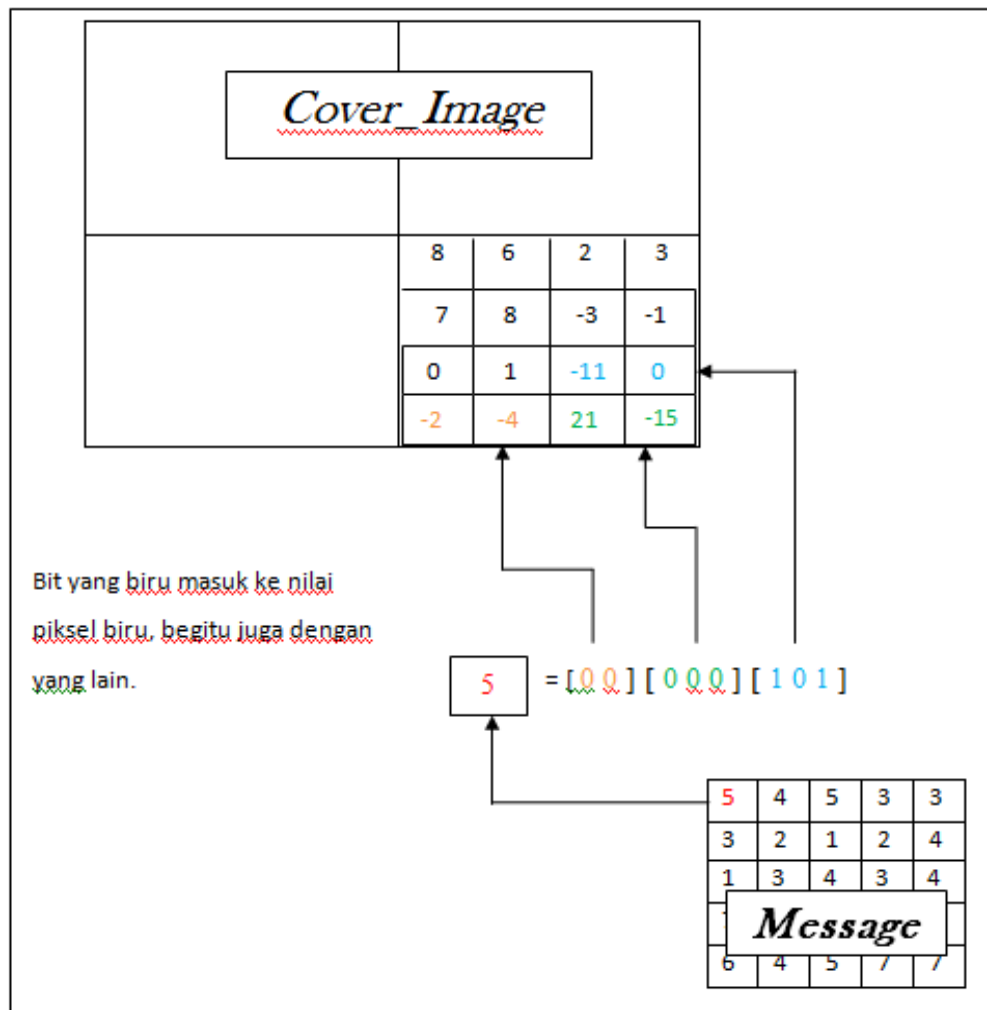 Cover_Image
8 6 2 3
7 8 -3 -1
0 1 -11 0
-2 -4 21 -15
Bit yang biru masuk ke nilai
piksel biru, begitu juga dengan
yang lain.
5 = [ 0 0 ] [ 0 0 0 ] [ 1 0 1 ]
5 4 5 3 3
3 2 1 2 4
1 3 4 3 4
Message
6 4 5 7 7